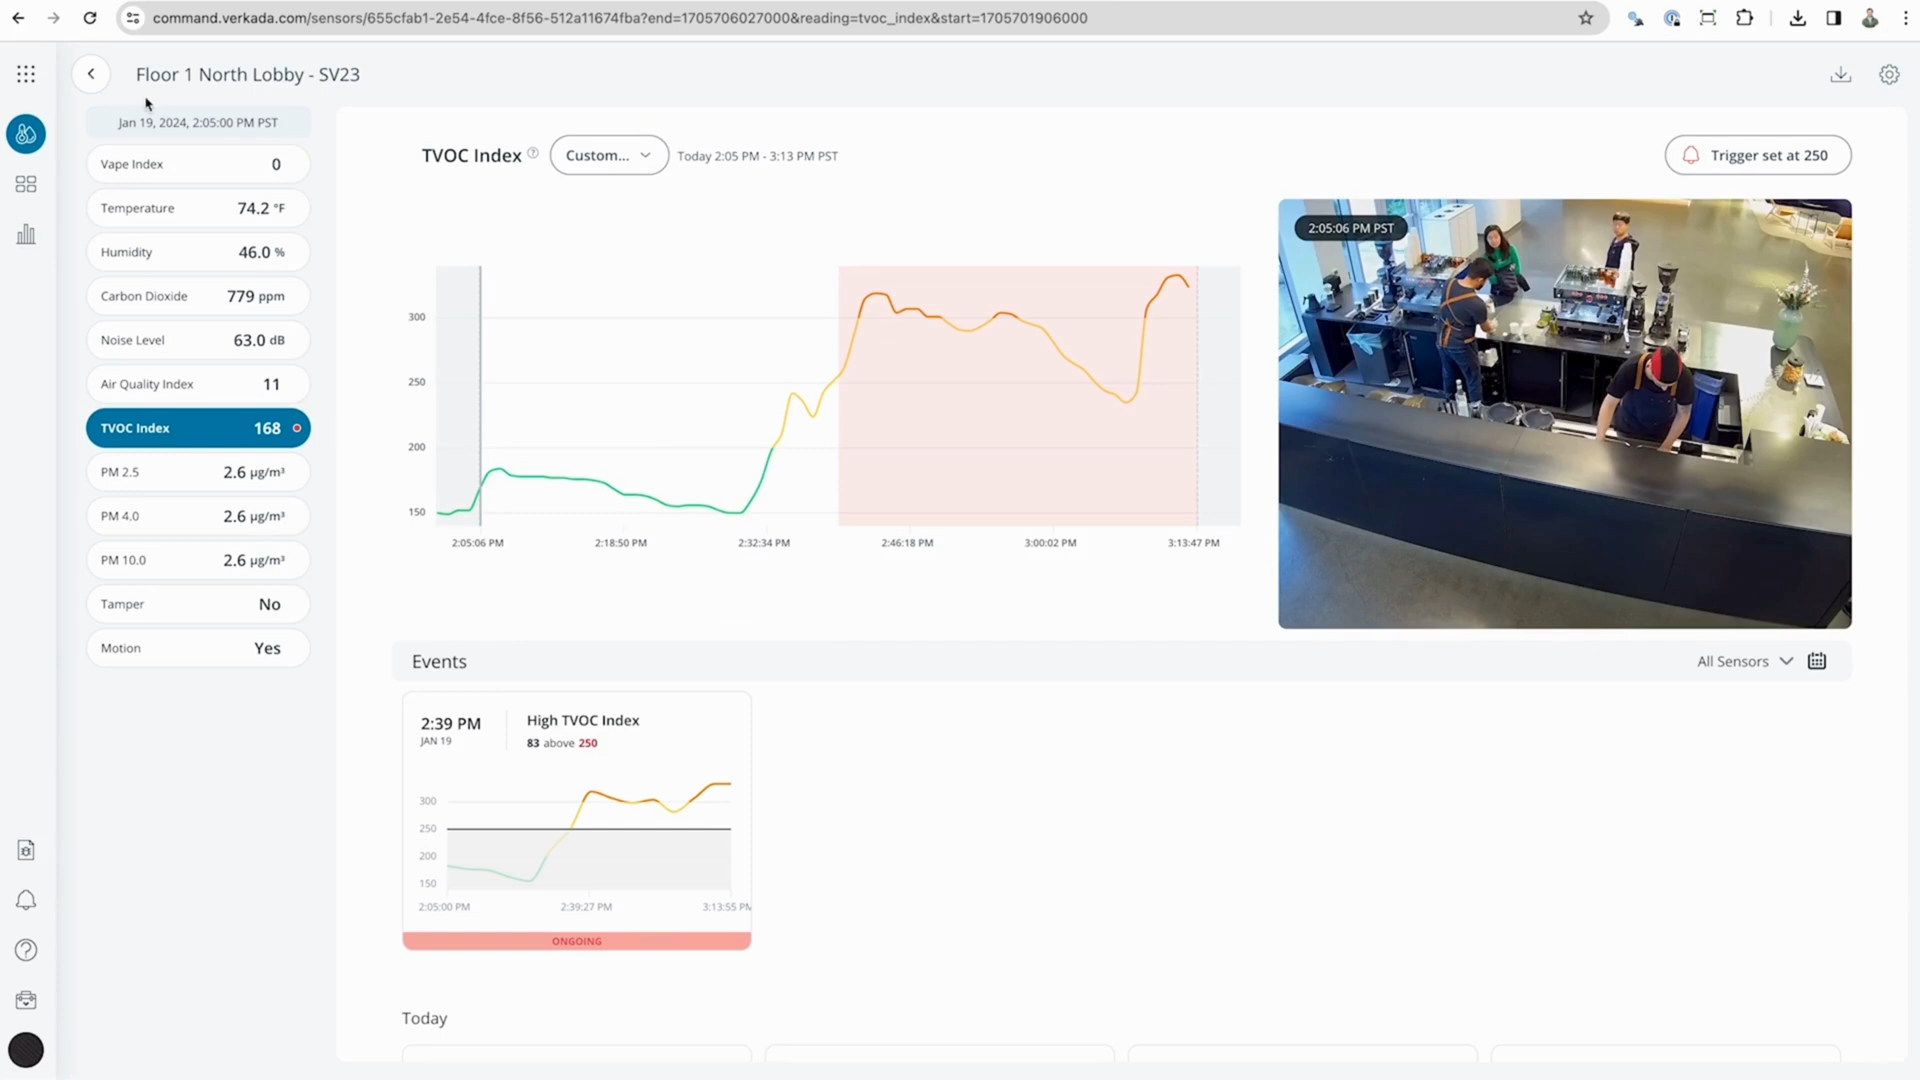 command.verkada.com/sensors/655cfab1-2e54-4fce-8f56-512a11674fba?end=1705706027000&reading=tvoc_index&start=1705701906000
Floor 1 North Lobby - SV23
Jan 19, 2024, 2:05:00 PM PST
Vape Index 0
Temperature 74.2 °F
Humidity 46.0 %
Carbon Dioxide 779 ppm
Noise Level 63.0 dB
Air Quality Index 11
TVOC Index 168
PM 2.5 2.6 µg/m³
PM 4.0 2.6 µg/m³
PM 10.0 2.6 µg/m³
Tamper No
Motion Yes
TVOC Index ? Custom... Today 2:05 PM - 3:13 PM PST
Trigger set at 250
300
250
200
150
2:05:06 PM 2:18:50 PM 2:32:34 PM 2:46:18 PM 3:00:02 PM 3:13:47 PM
2:05:06 PM PST
Events
All Sensors
2:39 PM
JAN 19
High TVOC Index
83 above 250
300
250
200
150
2:05:00 PM 2:39:27 PM 3:13:55 PM
ONGOING
Today